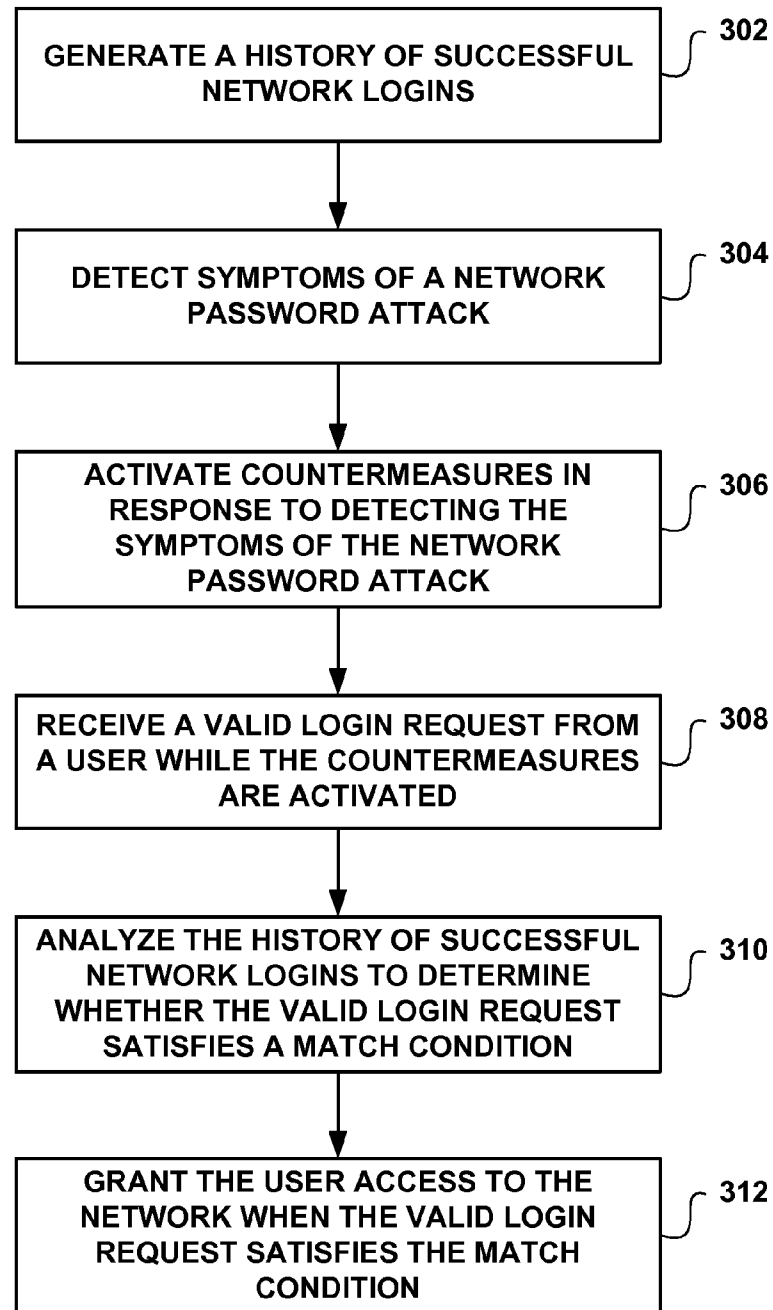 302
GENERATE A HISTORY OF SUCCESSFUL
NETWORK LOGINS
304
DETECT SYMPTOMS OF A NETWORK
PASSWORD ATTACK
306
ACTIVATE COUNTERMEASURES IN
RESPONSE TO DETECTING THE
SYMPTOMS OF THE NETWORK
PASSWORD ATTACK
308
RECEIVE A VALID LOGIN REQUEST FROM
A USER WHILE THE COUNTERMEASURES
ARE ACTIVATED
310
ANALYZE THE HISTORY OF SUCCESSFUL
NETWORK LOGINS TO DETERMINE
WHETHER THE VALID LOGIN REQUEST
SATISFIES A MATCH CONDITION
312
GRANT THE USER ACCESS TO THE
NETWORK WHEN THE VALID LOGIN
REQUEST SATISFIES THE MATCH
CONDITION